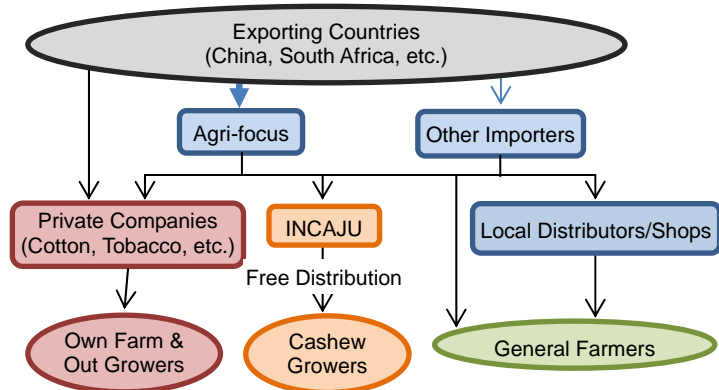 Exporting Countries
(China, South Africa, etc.)
Agri-focus
Other Importers
Private Companies
(Cotton, Tobacco, etc.)
INCAJU
Local Distributors/Shops
Free Distribution
Own Farm &
Out Growers
Cashew
Growers
General Farmers